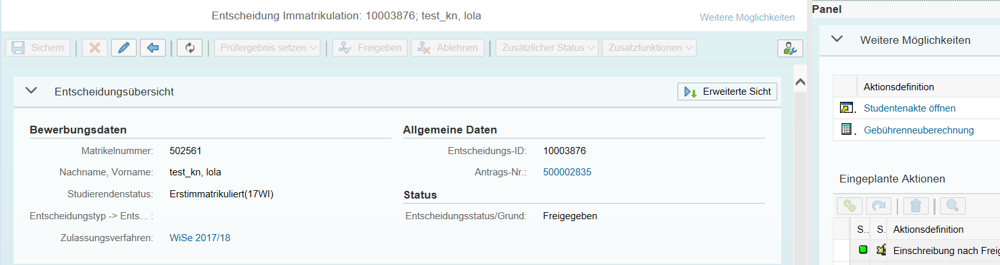 Entscheidung Immatrikulation: 10003876; test_kn, lola
Weitere Möglichkeiten
Sichern
Prüfergebnis setzen
Freigeben
Ablehnen
Zusätzlicher Status
Zusatzfunktionen
Entscheidungsübersicht
Erweiterte Sicht
Bewerbungsdaten
Matrikelnummer: 502561
Nachname, Vorname: test_kn, lola
Studierendenstatus: Erstimmatrikuliert(17WI)
Entscheidungstyp -> Ents... :
Zulassungsverfahren: WiSe 2017/18
Allgemeine Daten
Entscheidungs-ID: 10003876
Antrags-Nr.: 500002835
Status
Entscheidungsstatus/Grund: Freigegeben
Panel
Weitere Möglichkeiten
Aktionsdefinition
Studentenakte öffnen
Gebührenneuberechnung
Eingeplante Aktionen
S.. S. Aktionsdefinition
Einschreibung nach Freig